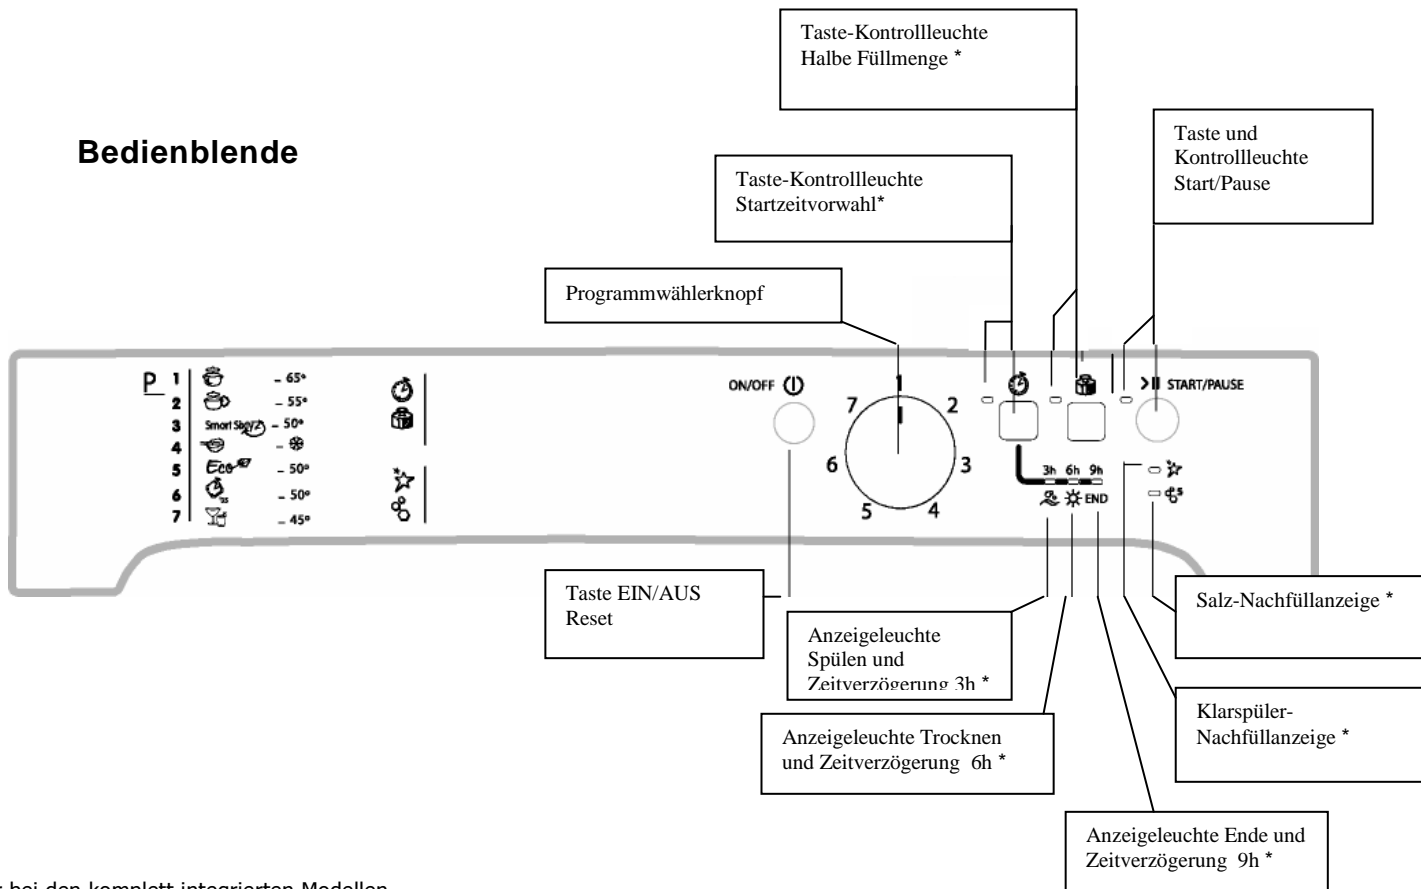 Taste-Kontrollleuchte
Halbe Füllmenge *
Bedienblende
Taste und
Kontrollleuchte
Start/Pause
Taste-Kontrollleuchte
Startzeitvorwahl*
Programmwählerknopf
P 1 – 65°
2 – 55°
3 – 50°
4 –
5 Eco – 50°
6 – 50°
7 – 45°
ON/OFF
1
2
3
4
5
6
7
START/PAUSE
3h 6h 9h
END
S
Taste EIN/AUS
Reset
Anzeigeleuchte
Spülen und
Zeitverzögerung 3h *
Salz-Nachfüllanzeige *
Anzeigeleuchte Trocknen
und Zeitverzögerung 6h *
Klarspüler-
Nachfüllanzeige *
Anzeigeleuchte Ende und
Zeitverzögerung 9h *
bei den komplett integrierten Modellen